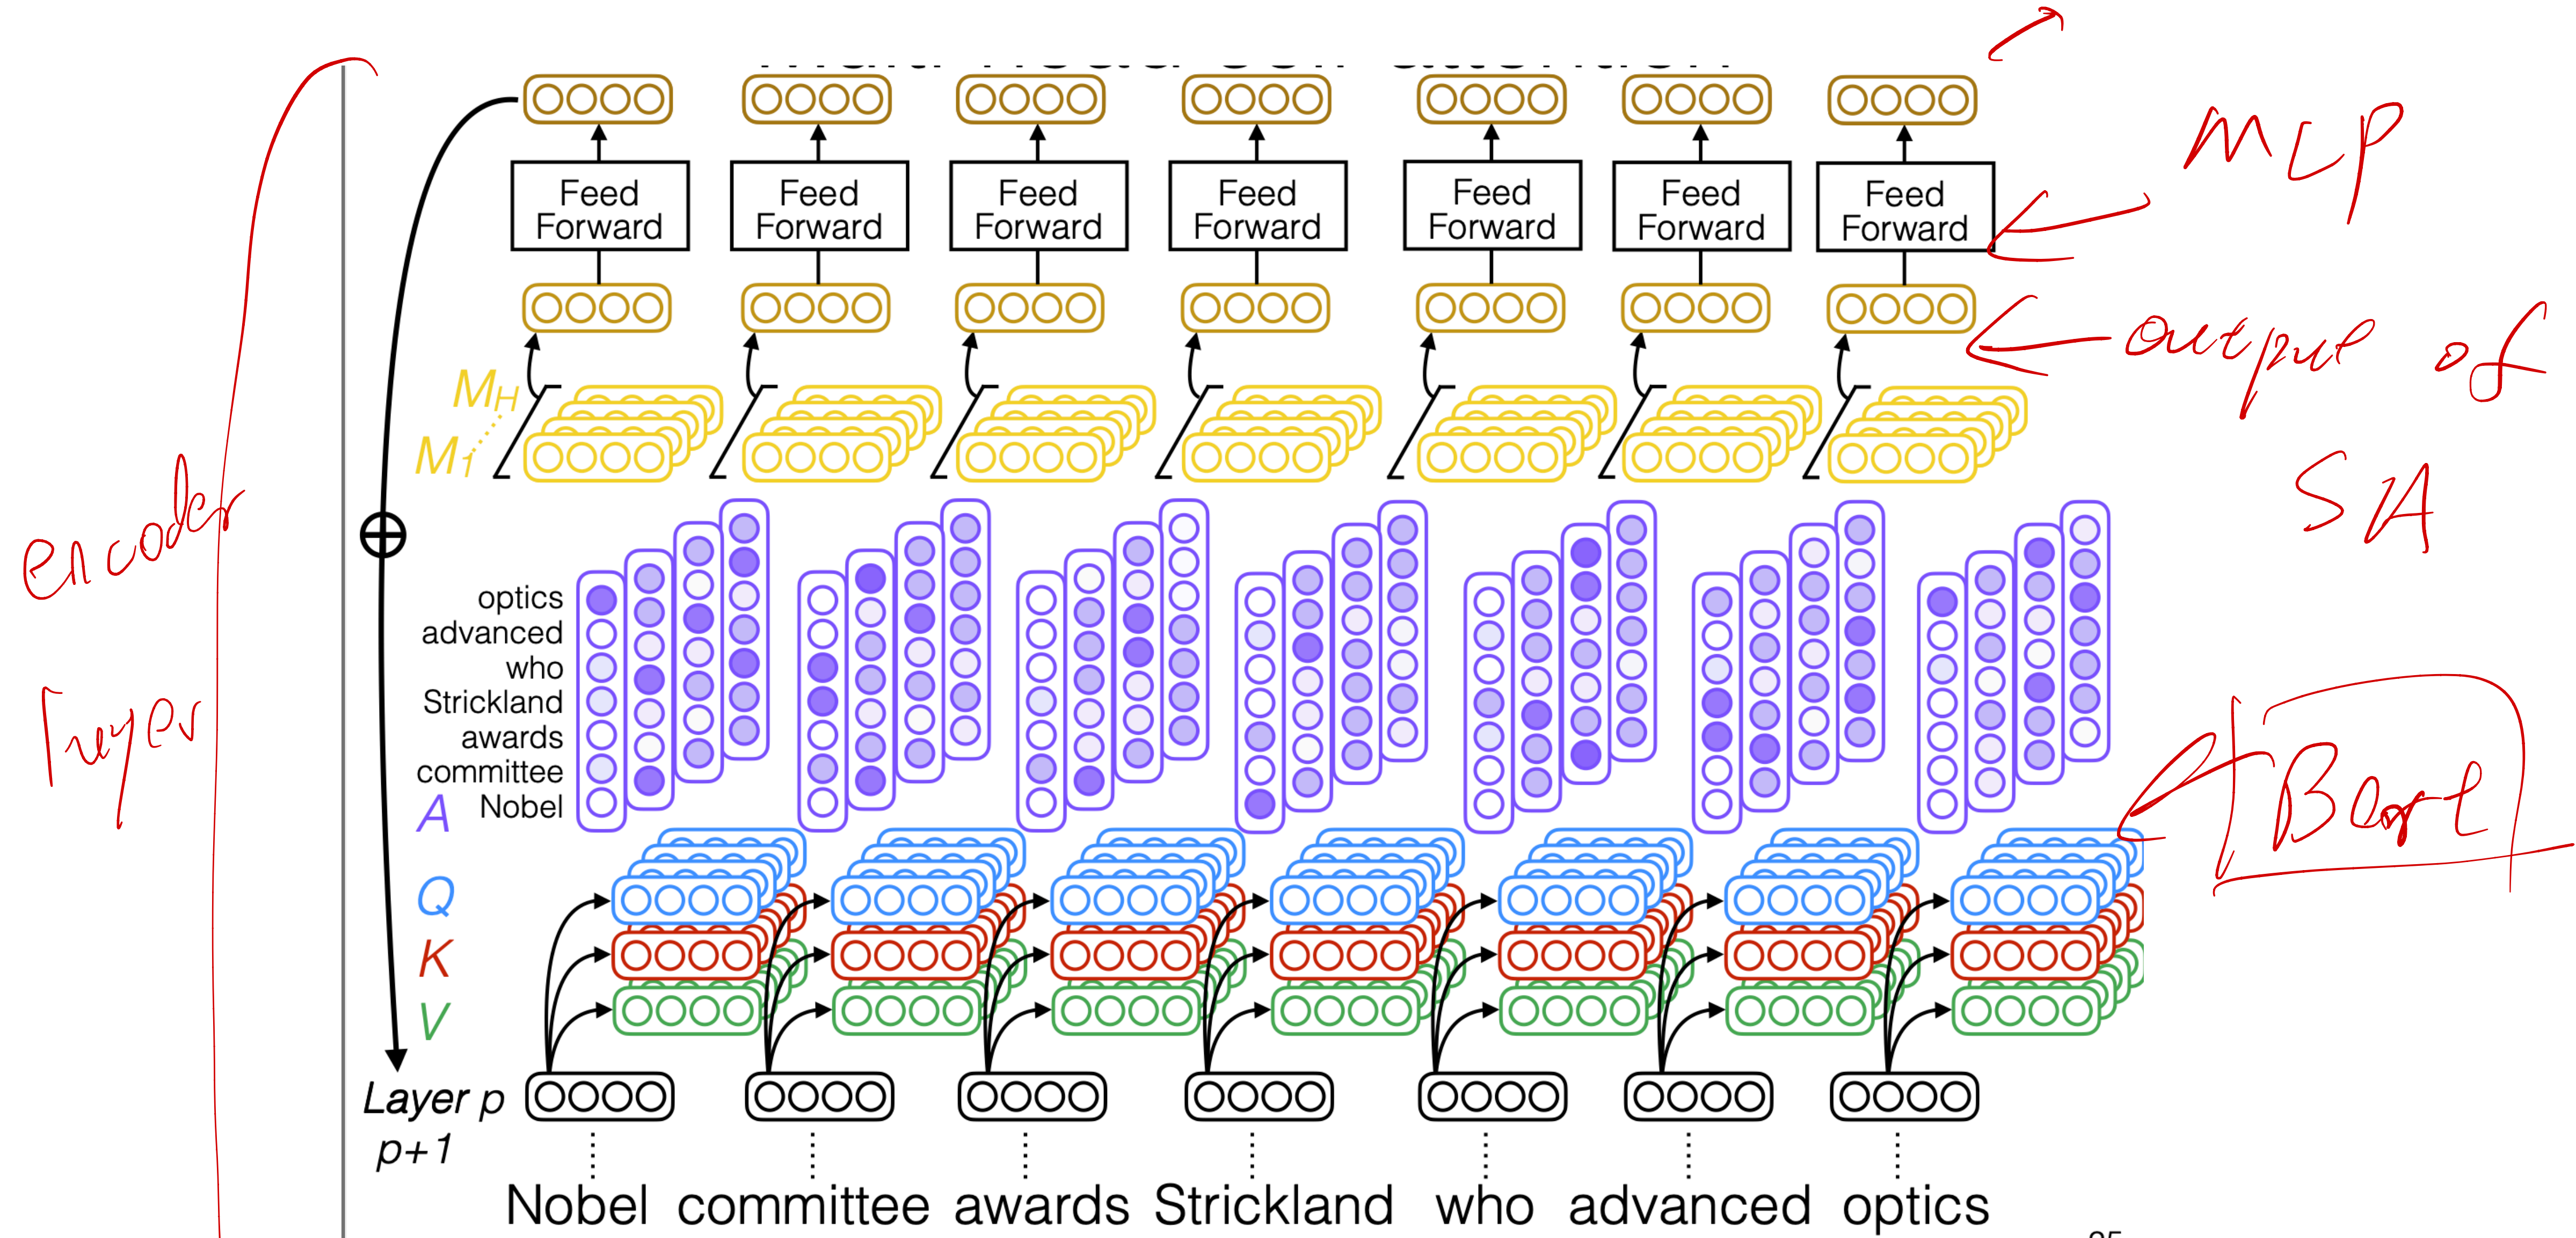 Feed Forward Feed Forward Feed Forward Feed Forward Feed Forward Feed Forward Feed Forward
MLP
output of
SA
M_H
M_1
encoder
layer
optics
advanced
who
Strickland
awards
committee
Nobel
A
Q
K
V
Bert
Layer p
p+1
Nobel committee awards Strickland who advanced optics